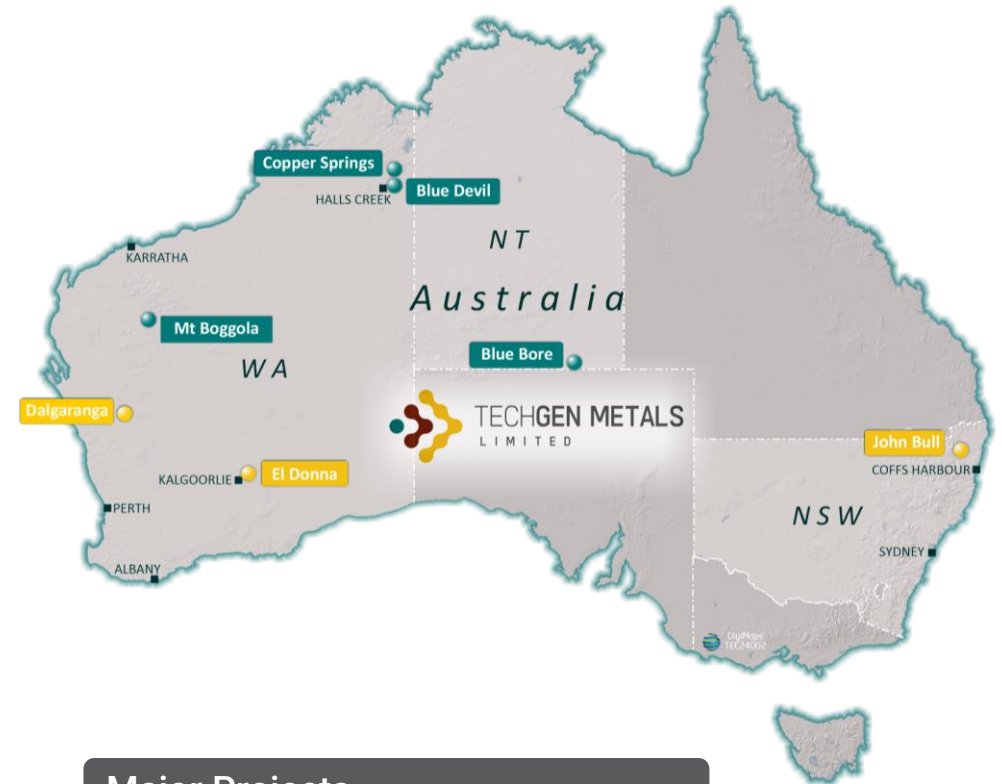 Copper Springs
HALLS CREEK
Blue Devil
NT
KARRATHA
Australia
Mt Boggola
Blue Bore
WA
TECHGEN METALS
LIMITED
Dalgaranga
John Bull
COFFS HARBOUR
KALGOORLIE
El Donna
PERTH
NSW
SYDNEY
ALBANY
DigiMaps
TEC24002
Major Projects